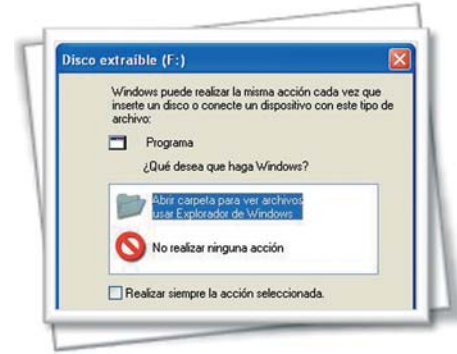 Disco extraíble (F:)
Windows puede realizar la misma acción cada vez que
inserte un disco o conecte un dispositivo con este tipo de
archivo:
Programa
¿Qué desea que haga Windows?
Abrir carpeta para ver archivos
usar Explorador de Windows
No realizar ninguna acción
Realizar siempre la acción seleccionada.